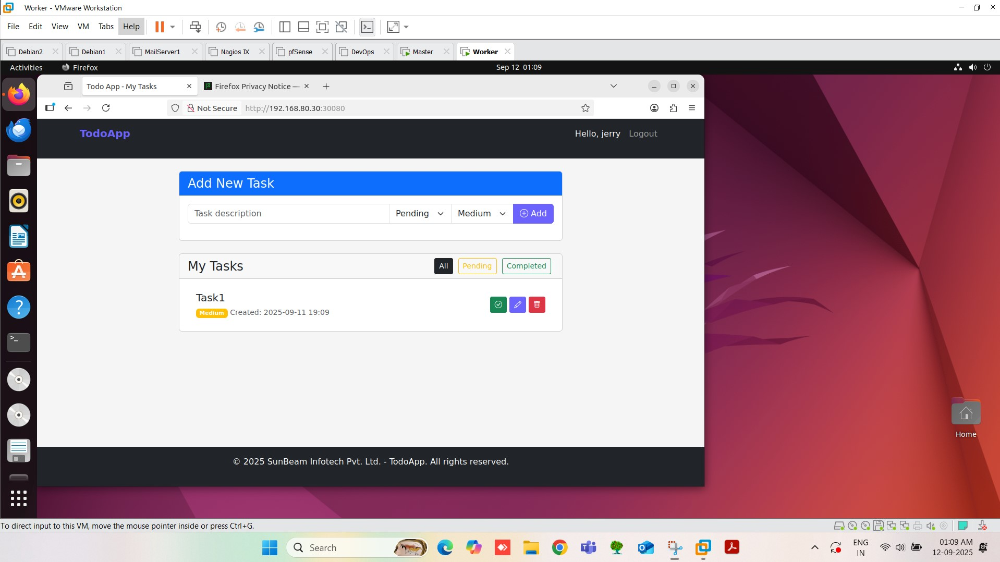 Worker - VMware Workstation
File Edit View VM Tabs Help
Debian2 Debian1 MailServer1 Nagios IX pfSense DevOps Master Worker
Activities Firefox Sep 12 01:09
Todo App - My Tasks Firefox Privacy Notice —
Not Secure http://192.168.80.30:30080
TodoApp Hello, jerry Logout
Add New Task
Task description Pending Medium Add
My Tasks All Pending Completed
Task1
Medium Created: 2025-09-11 19:09
Home
© 2025 SunBeam Infotech Pvt. Ltd. - TodoApp. All rights reserved.
To direct input to this VM, move the mouse pointer inside or press Ctrl+G.
Search ENG 01:09 AM
IN 12-09-2025